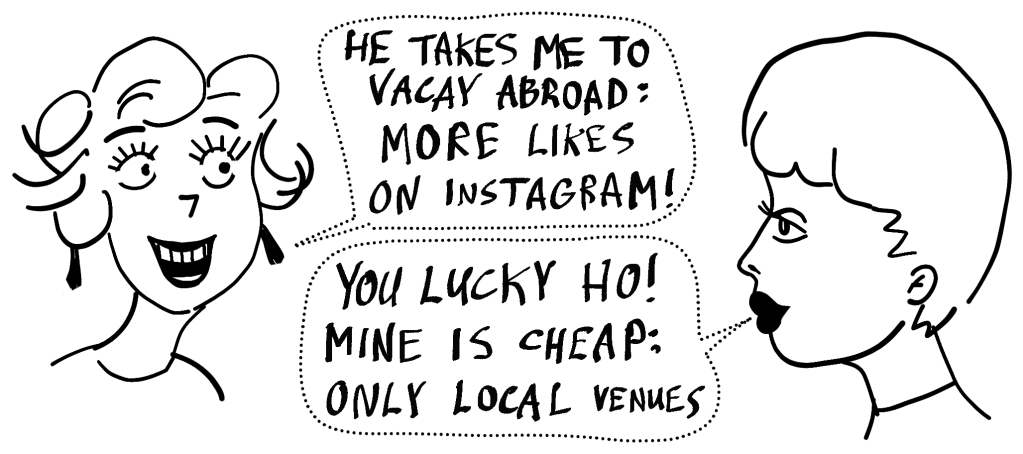 HE TAKES ME TO
VACAY ABROAD:
MORE LIKES
ON INSTAGRAM!
YOU LUCKY HO!
MINE IS CHEAP:
ONLY LOCAL VENUES